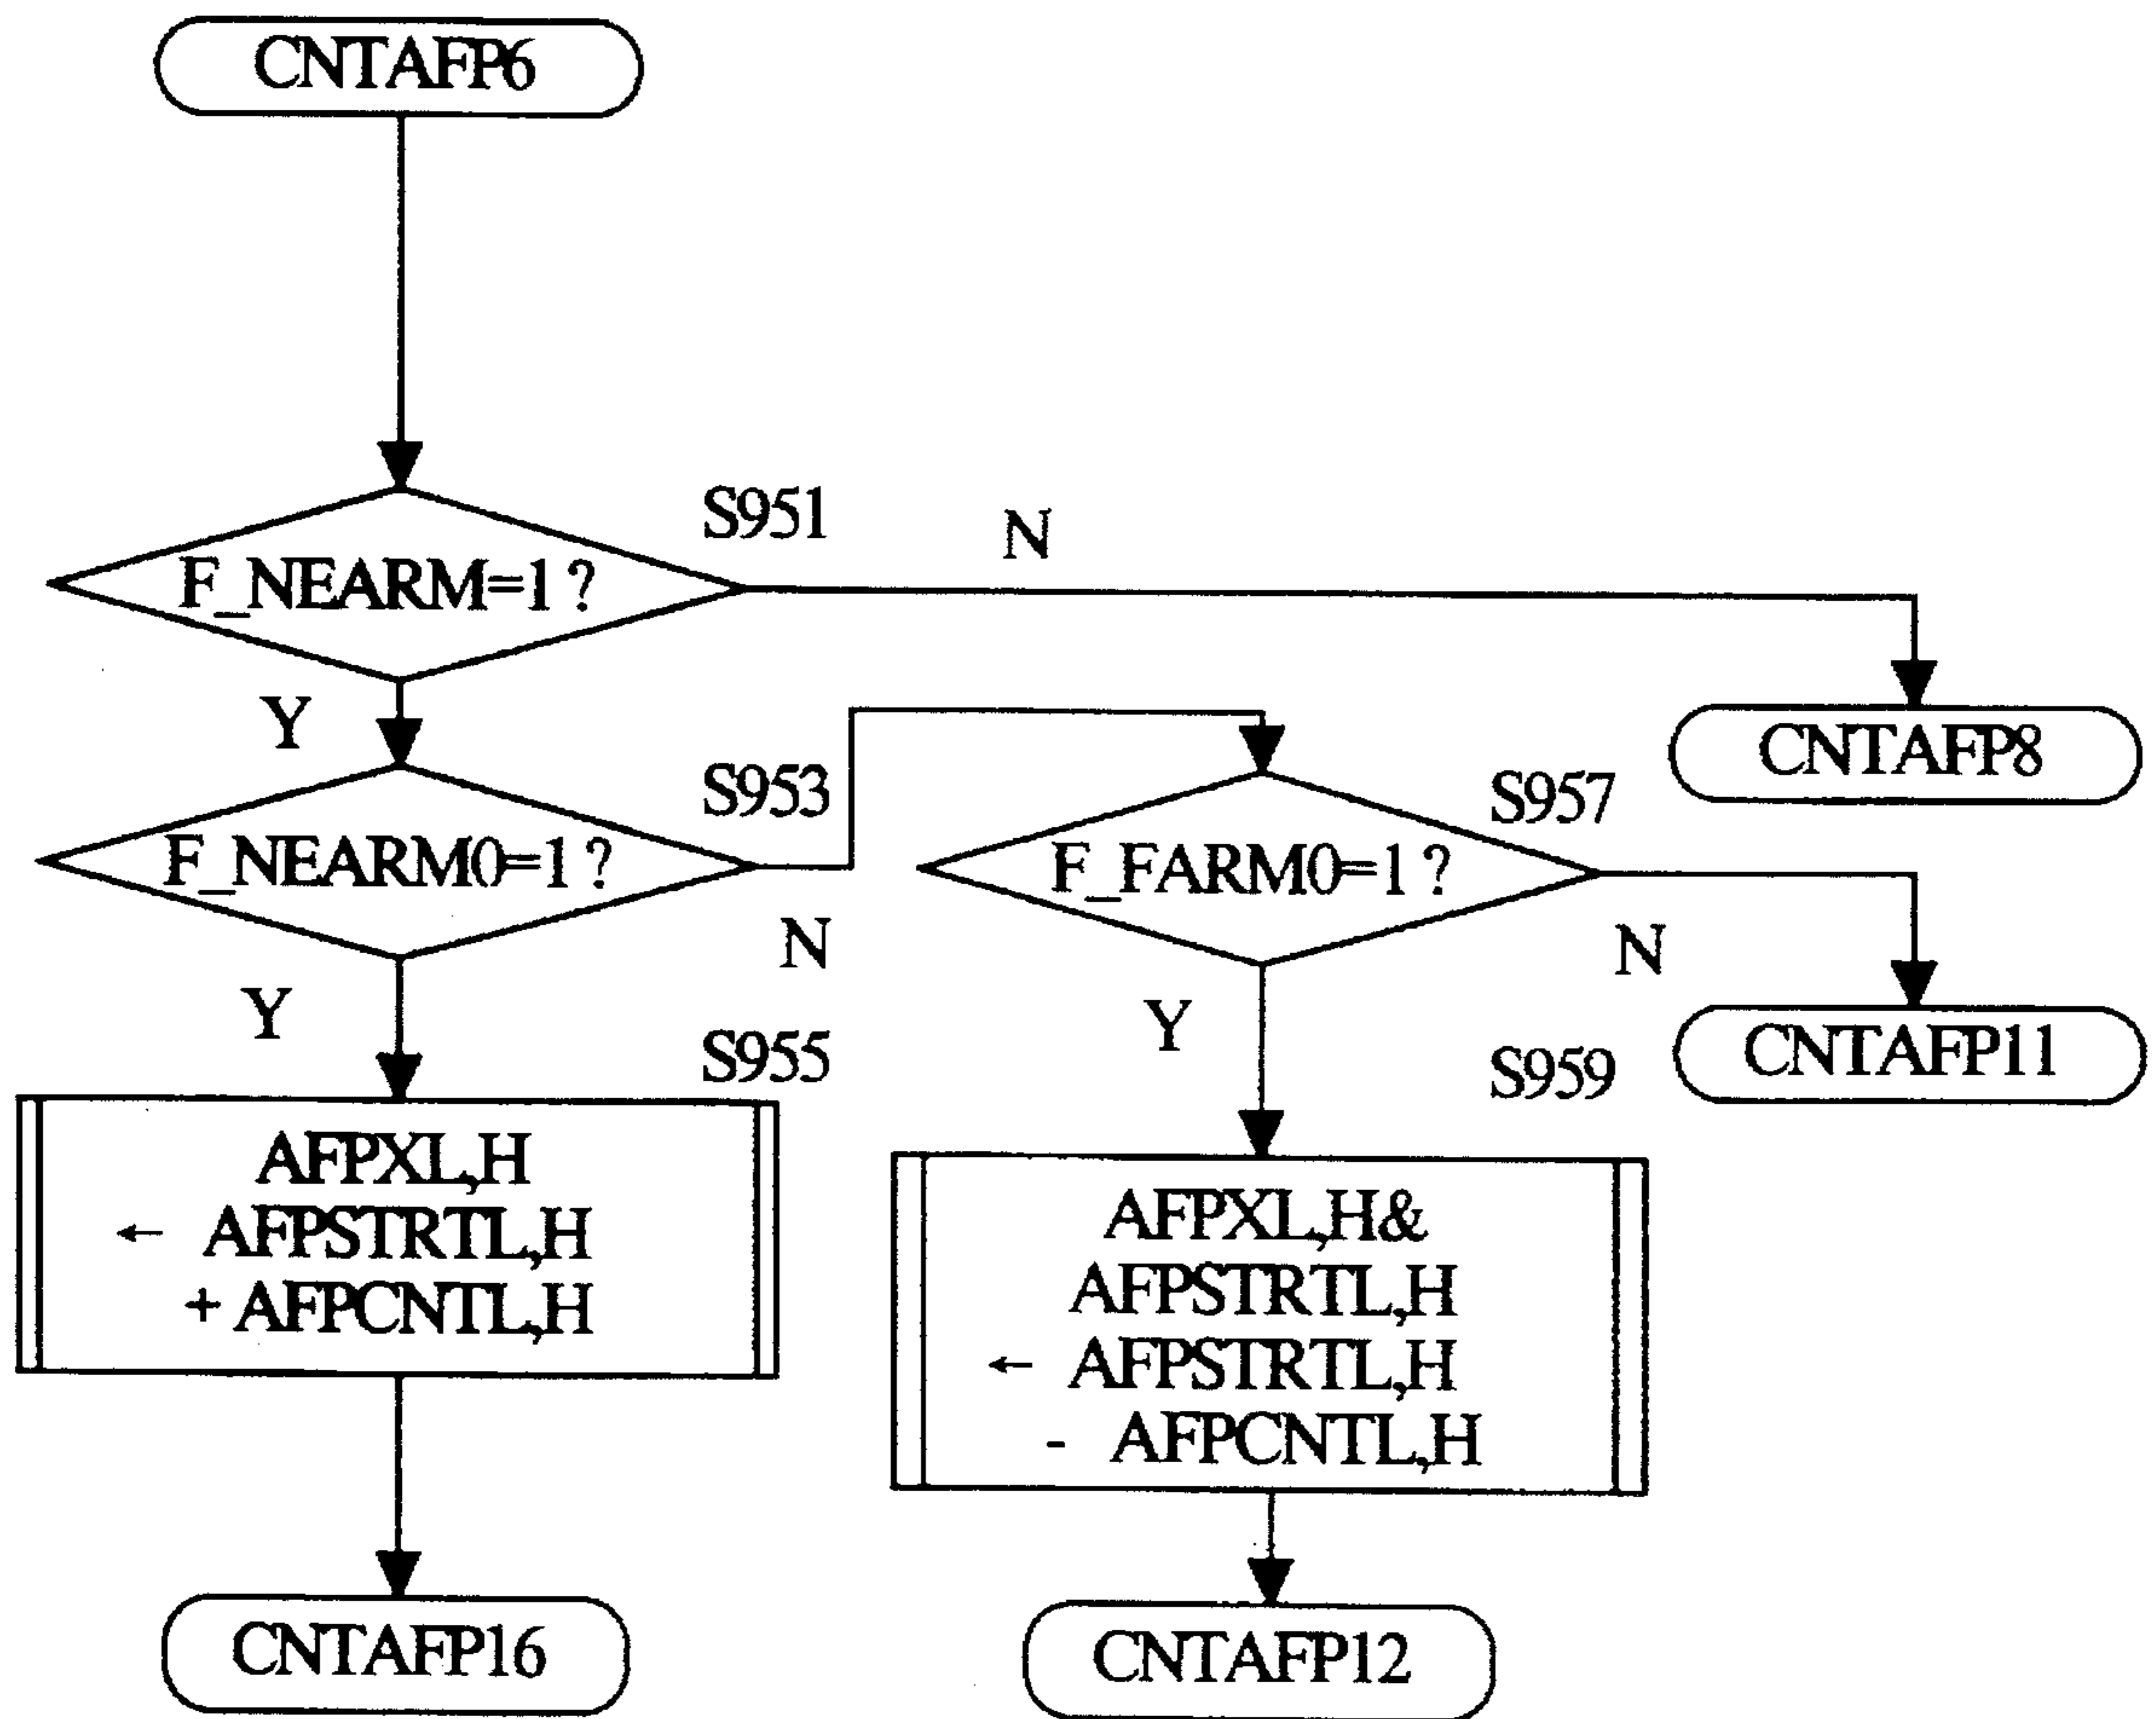 CNTAFP6
S951
N
F_NEARM=1 ?
Y
CNTAFP8
S953
S957
F_NEARM0=1 ?
F_FARM0=1 ?
N
N
Y
Y
S955
S959
CNTAFP11
AFPXL,H
← AFPSTRTL,H
+ AFPCNTL,H
AFPXL,H&
AFPSTRTL,H
← AFPSTRTL,H
- AFPCNTL,H
CNTAFP16
CNTAFP12